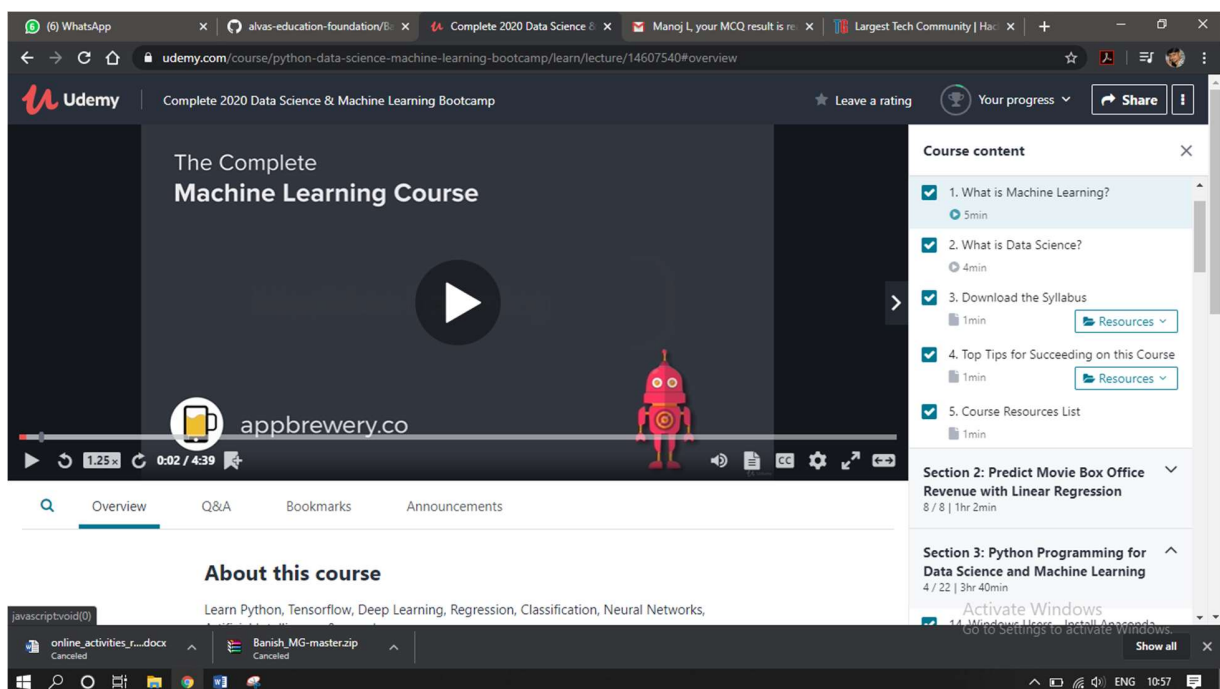 (6) WhatsApp
alvas-education-foundation/Ba
Complete 2020 Data Science &
Manoj L, your MCQ result is re
Largest Tech Community | Hac
udemy.com/course/python-data-science-machine-learning-bootcamp/learn/lecture/14607540#overview
Udemy
Complete 2020 Data Science & Machine Learning Bootcamp
Leave a rating
Your progress
Share
The Complete
Machine Learning Course
appbrewery.co
1.25x
0:02 / 4:39
CC
Course content
1. What is Machine Learning?
5min
2. What is Data Science?
4min
3. Download the Syllabus
1min
Resources
4. Top Tips for Succeeding on this Course
1min
Resources
5. Course Resources List
1min
Section 2: Predict Movie Box Office
Revenue with Linear Regression
8 / 8 | 1hr 2min
Section 3: Python Programming for
Data Science and Machine Learning
4 / 22 | 3hr 40min
14. Windows Users - Install Anaconda
Overview
Q&A
Bookmarks
Announcements
About this course
Learn Python, Tensorflow, Deep Learning, Regression, Classification, Neural Networks,
javascript:void(0)
Activate Windows
Go to Settings to activate Windows.
online_activities_r....docx
Canceled
Banish_MG-master.zip
Canceled
Show all
ENG
10:57